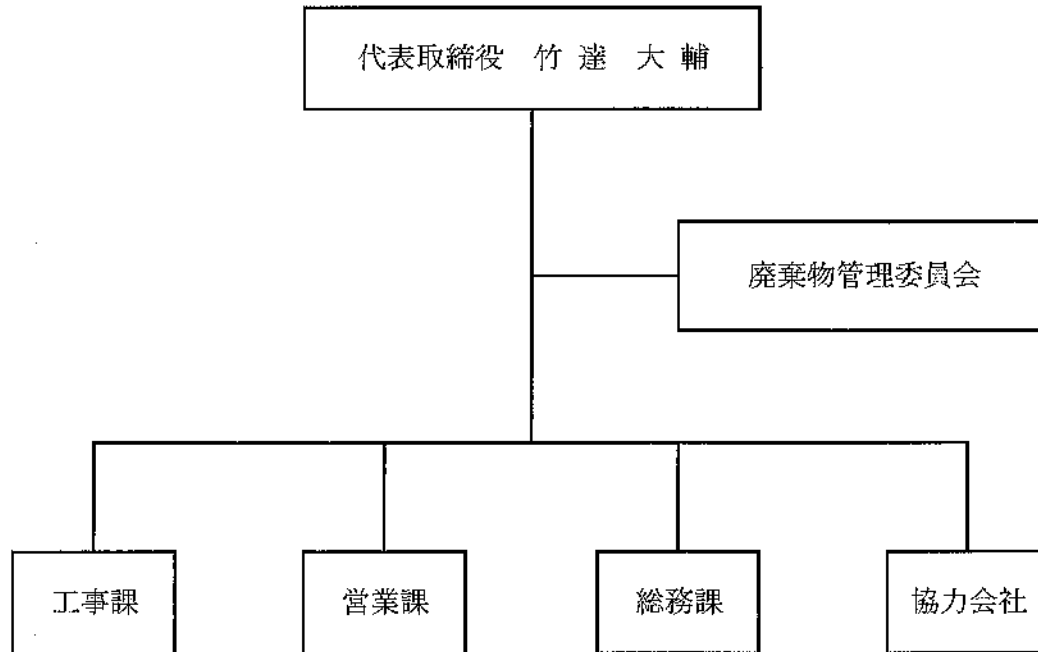 代表取締役 竹達 大輔
廃棄物管理委員会
工事課
営業課
総務課
協力会社